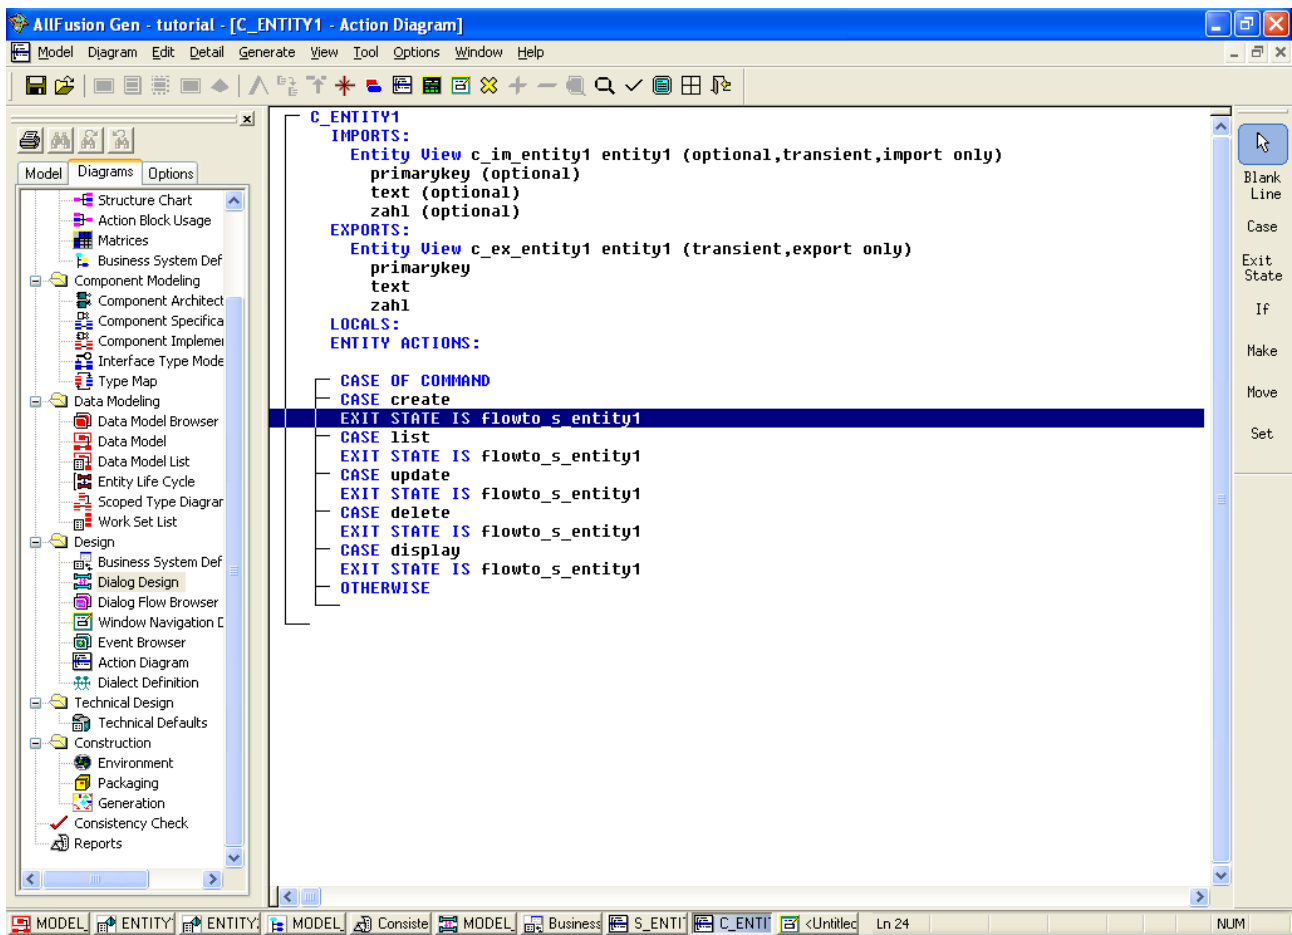 AllFusion Gen - tutorial - [C_ENTITY1 - Action Diagram]
Model Diagram Edit Detail Generate View Tool Options Window Help
Model Diagrams Options
Structure Chart
Action Block Usage
Matrices
Business System Def
Component Modeling
Component Architect
Component Specifica
Component Implemen
Interface Type Mode
Type Map
Data Modeling
Data Model Browser
Data Model
Data Model List
Entity Life Cycle
Scoped Type Diagrar
Work Set List
Design
Business System Def
Dialog Design
Dialog Flow Browser
Window Navigation D
Event Browser
Action Diagram
Dialect Definition
Technical Design
Technical Defaults
Construction
Environment
Packaging
Generation
Consistency Check
Reports
C_ENTITY1
IMPORTS:
Entity View c_im_entity1 entity1 (optional,transient,import only)
primarykey (optional)
text (optional)
zahl (optional)
EXPORTS:
Entity View c_ex_entity1 entity1 (transient,export only)
primarykey
text
zahl
LOCALS:
ENTITY ACTIONS:
CASE OF COMMAND
CASE create
EXIT STATE IS flowto_s_entity1
CASE list
EXIT STATE IS flowto_s_entity1
CASE update
EXIT STATE IS flowto_s_entity1
CASE delete
EXIT STATE IS flowto_s_entity1
CASE display
EXIT STATE IS flowto_s_entity1
OTHERWISE
Blank
Line
Case
Exit
State
If
Make
Move
Set
MODEL_ ENTITY ENTITY MODEL_ Consiste MODEL_ Business S_ENTI C_ENTI <Untitled Ln 24 NUM